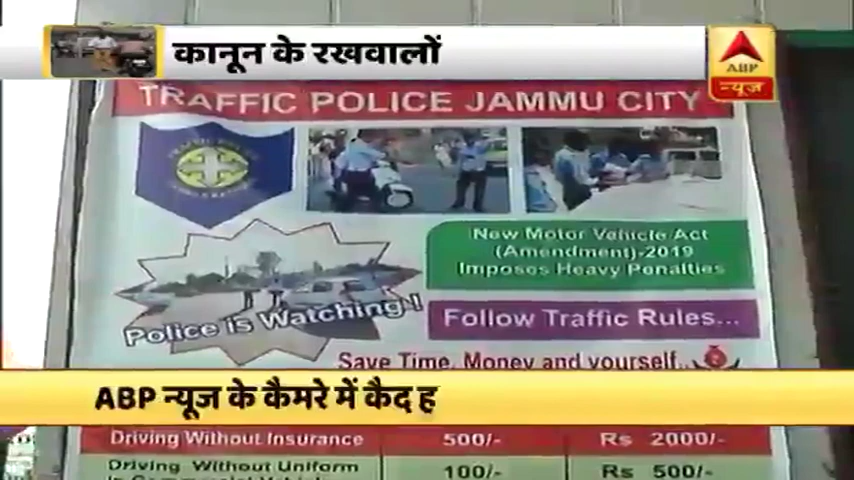 कानून के रखवालों
ABP
न्यूज़
TRAFFIC POLICE JAMMU CITY
New Motor Vehicle Act
(Amendment)-2019
Imposes Heavy Penalties
Police is Watching !
Follow Traffic Rules...
Save Time, Money and yourself..
ABP न्यूज के कैमरे में कैद ह
Driving Without Insurance 500/- Rs 2000/-
Driving Without Uniform 100/- Rs 500/-